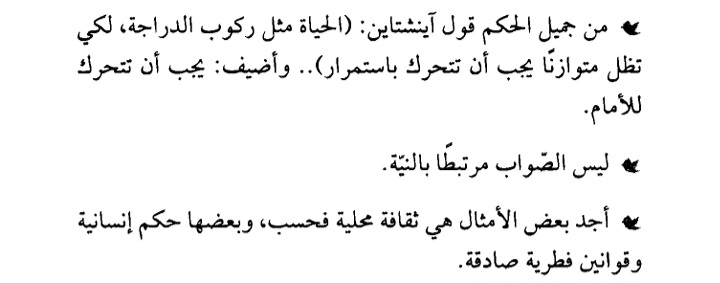 من جميل الحكم قول آينشتاين: (الحياة مثل ركوب الدراجة، لكي
تظل متوازنًا يجب أن تتحرك باستمرار).. وأضيف: يجب أن تتحرك
للأمام.
ليس الصّواب مرتبطًا بالنيّة.
أجد بعض الأمثال هي ثقافة محلية فحسب، وبعضها حكم إنسانية
وقوانين فطرية صادقة.